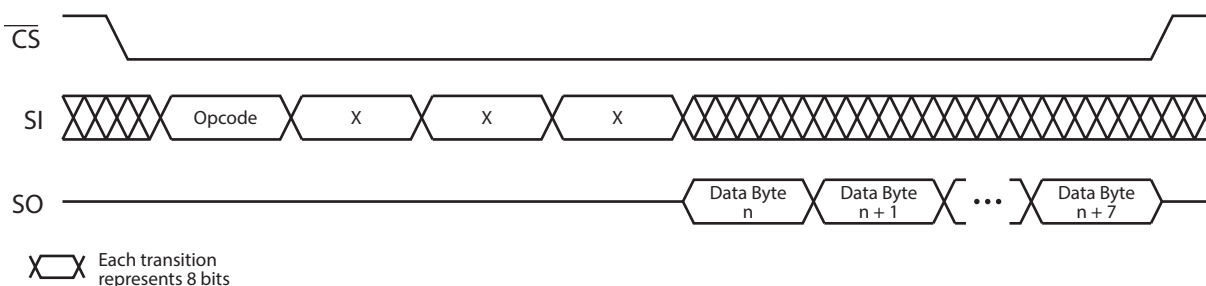 CS
SI
Opcode
X
X
X
SO
Data Byte
n
Data Byte
n + 1
•••
Data Byte
n + 7
Each transition
represents 8 bits